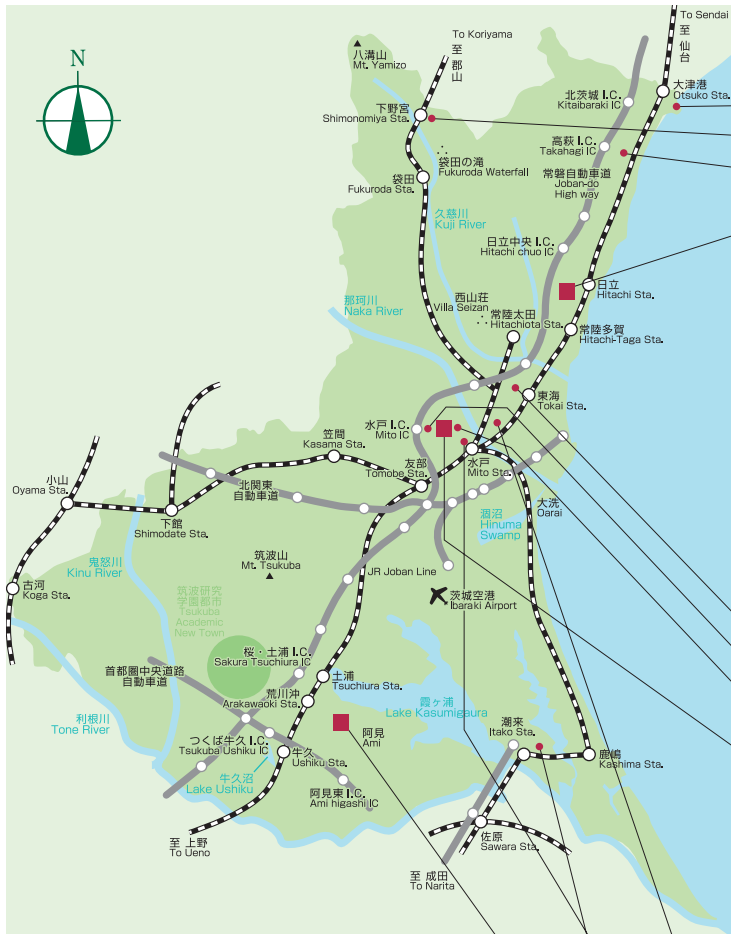 N
To Sendai
至 仙台
To Koriyama
至 郡山
八溝山
Mt. Yamizo
大津港
Otsuko Sta.
北茨城 I.C.
Kitaibaraki IC
下野宮
Shimonomiya Sta.
高萩 I.C.
Takahagi IC
袋田の滝
Fukuroda Waterfall
袋田
Fukuroda Sta.
常磐自動車道
Joban-do
High way
久慈川
Kuji River
日立中央 I.C.
Hitachi chuo IC
日立
Hitachi Sta.
那珂川
Naka River
西山荘
Villa Seizan
常陸太田
Hitachiota Sta.
常陸多賀
Hitachi-Taga Sta.
東海
Tokai Sta.
水戸 I.C.
Mito IC
笠間
Kasama Sta.
友部
Tomobe Sta.
水戸
Mito Sta.
小山
Oyama Sta.
北関東
自動車道
大洗
Oarai
下館
Shimodate Sta.
涸沼
Hinuma
Swamp
鬼怒川
Kinu River
筑波山
Mt. Tsukuba
JR Joban Line
古河
Koga Sta.
筑波研究
学園都市
Tsukuba
Academic
New Town
茨城空港
Ibaraki Airport
桜・土浦 I.C.
Sakura Tsuchiura IC
首都圏中央道路
自動車道
土浦
Tsuchiura Sta.
荒川沖
Arakawaoki Sta.
霞ヶ浦
Lake Kasumigaura
利根川
Tone River
潮来
Itako Sta.
阿見
Ami
つくば牛久 I.C.
Tsukuba Ushiku IC
牛久
Ushiku Sta.
鹿嶋
Kashima Sta.
牛久沼
Lake Ushiku
阿見東 I.C.
Ami higashi IC
至 上野
To Ueno
佐原
Sawara Sta.
至 成田
To Narita